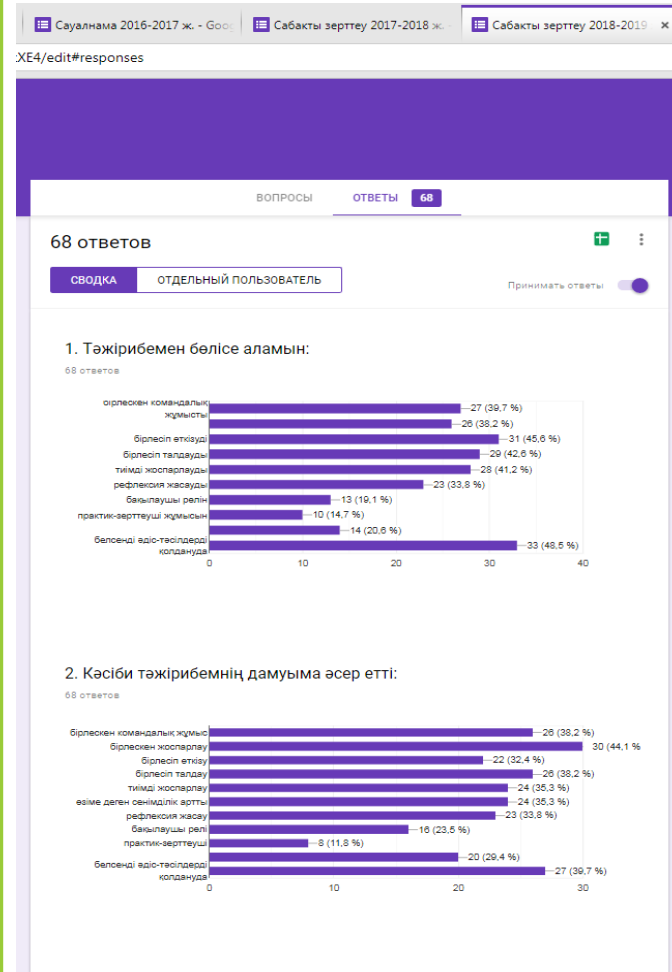 Сауалнама 2016-2017 ж. - Goo
Сабакты зерттеу 2017-2018 ж. -
Сабакты зерттеу 2018-2019 ×
:XE4/edit#responses
ВОПРОСЫ ОТВЕТЫ 68
68 ответов
СВОДКА ОТДЕЛЬНЫЙ ПОЛЬЗОВАТЕЛЬ
Принимать ответы
1. Тәжірибемен бөлісе аламын:
68 ответов
бірлескен командалық 27 (39,7 %)
жұмысты 26 (38,2 %)
бірлесіп өткізуді 31 (45,6 %)
бірлесіп талдауды 29 (42,6 %)
тиімді жоспарлауды 28 (41,2 %)
рефлексия жасауды 23 (33,8 %)
бақылаушы рөлін 13 (19,1 %)
практик-зерттеуші жұмысын 10 (14,7 %)
14 (20,6 %)
белсенді әдіс-тәсілдерді 33 (48,5 %)
қолдануда
0 10 20 30 40
2. Кәсіби тәжірибемнің дамуыма әсер етті:
68 ответов
бірлескен командалық жұмыс 26 (38,2 %)
бірлескен жоспарлау 30 (44,1 %
бірлесіп өткізу 22 (32,4 %)
бірлесіп талдау 26 (38,2 %)
тиімді жоспарлау 24 (35,3 %)
өзіме деген сенімділік артты 24 (35,3 %)
рефлексия жасау 23 (33,8 %)
бақылаушы рөлі 16 (23,5 %)
практик-зерттеуші 8 (11,8 %)
20 (29,4 %)
белсенді әдіс-тәсілдерді 27 (39,7 %)
қолдануда
0 10 20 30